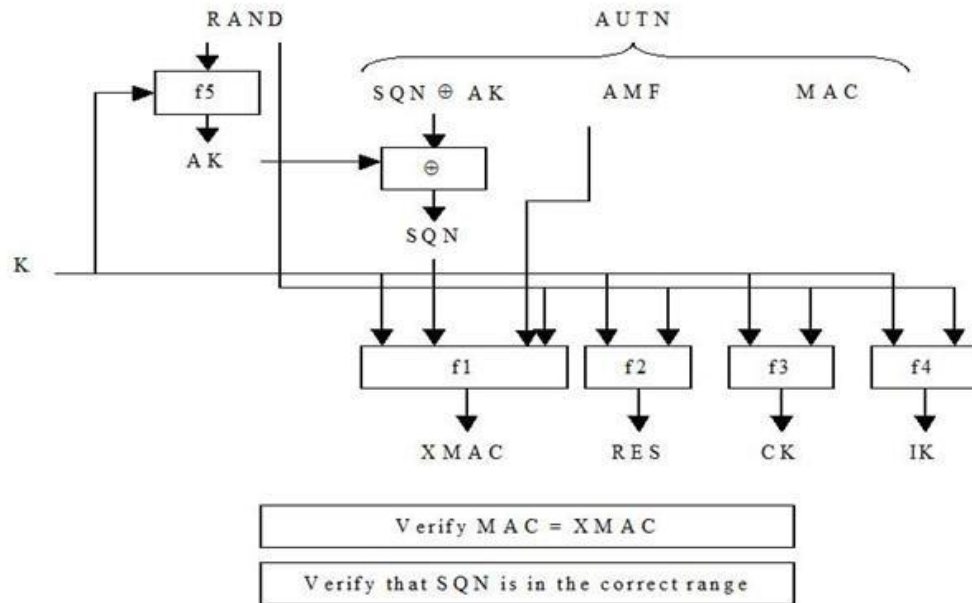 RAND AUTN
f5 SQN ⊕ AK AMF MAC
AK ⊕
SQN
K
f1 f2 f3 f4
XMAC RES CK IK
Verify MAC = XMAC
Verify that SQN is in the correct range